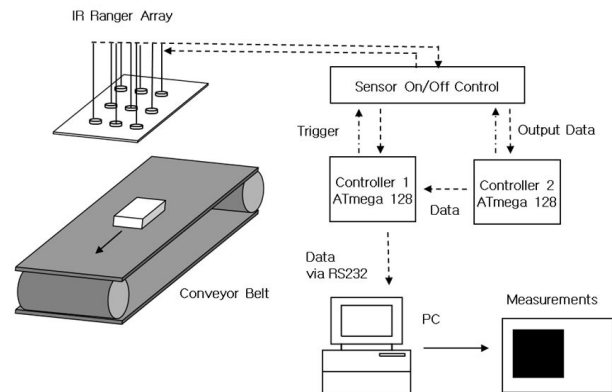 IR Ranger Array
Sensor On/Off Control
Trigger
Output Data
Controller 1
ATmega 128
Controller 2
ATmega 128
Data
Data
via RS232
Conveyor Belt
PC
Measurements